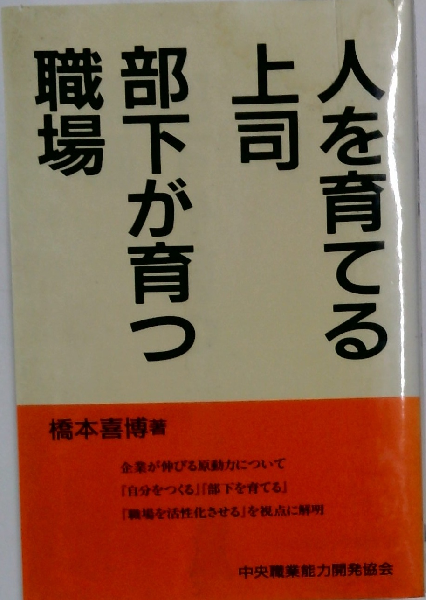 人を育てる
上司
部下が育つ
職場
橋本喜博著
企業が伸びる原動力について
「自分をつくる」「部下を育てる」
「職場を活性化させる」を視点に解明
中央職業能力開発協会